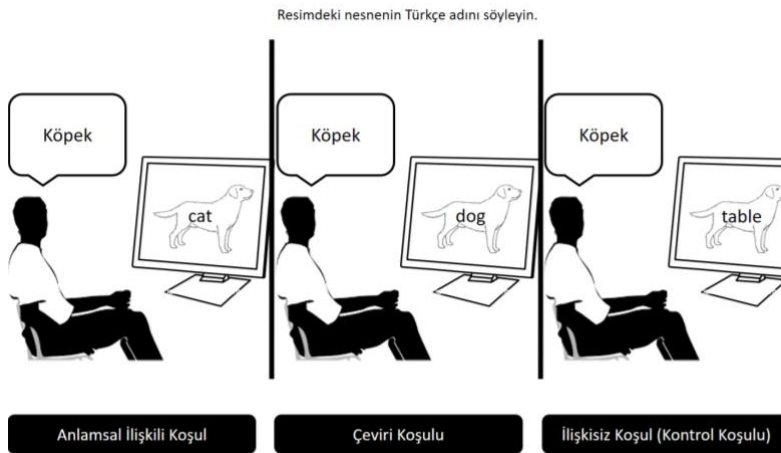 Resimdeki nesnenin Türkçe adını söyleyin.
Köpek
cat
Köpek
dog
Köpek
table
Anlamsal İlişkili Koşul
Çeviri Koşulu
İlişkisiz Koşul (Kontrol Koşulu)